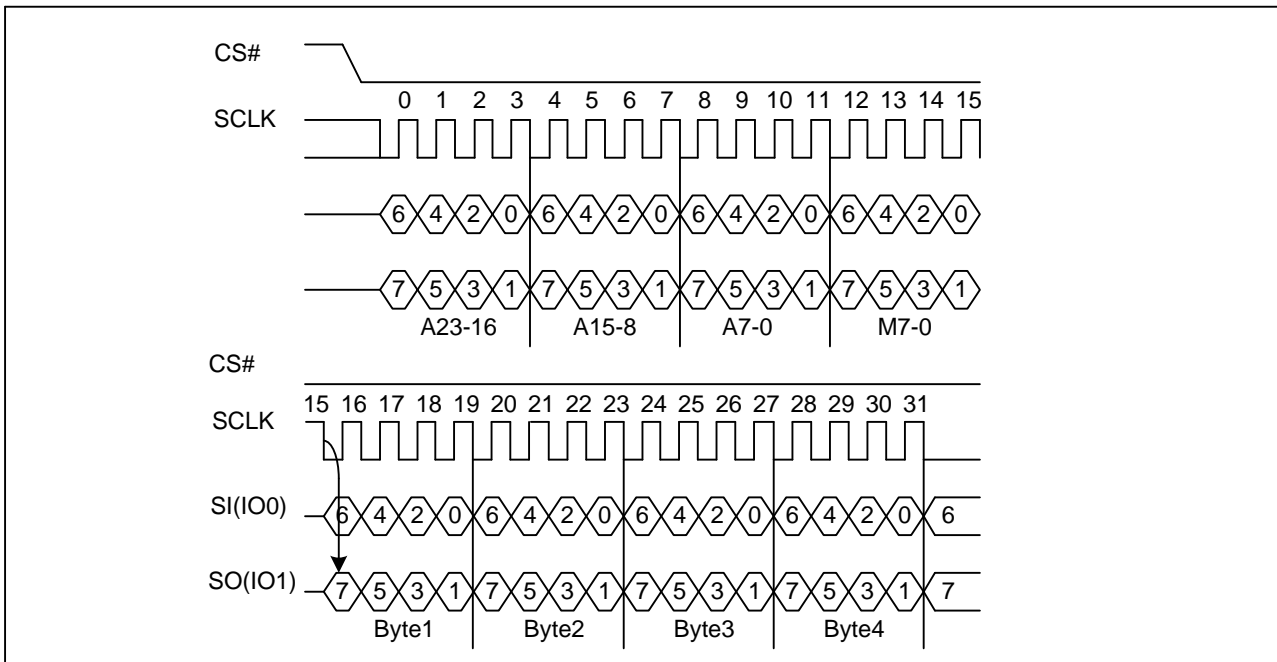 CS#
0 1 2 3 4 5 6 7 8 9 10 11 12 13 14 15
SCLK
6 4 2 0 6 4 2 0 6 4 2 0 6 4 2 0
7 5 3 1 7 5 3 1 7 5 3 1 7 5 3 1
A23-16 A15-8 A7-0 M7-0
CS#
15 16 17 18 19 20 21 22 23 24 25 26 27 28 29 30 31
SCLK
SI(IO0) 6 4 2 0 6 4 2 0 6 4 2 0 6 4 2 0 6
SO(IO1) 7 5 3 1 7 5 3 1 7 5 3 1 7 5 3 1 7
Byte1 Byte2 Byte3 Byte4